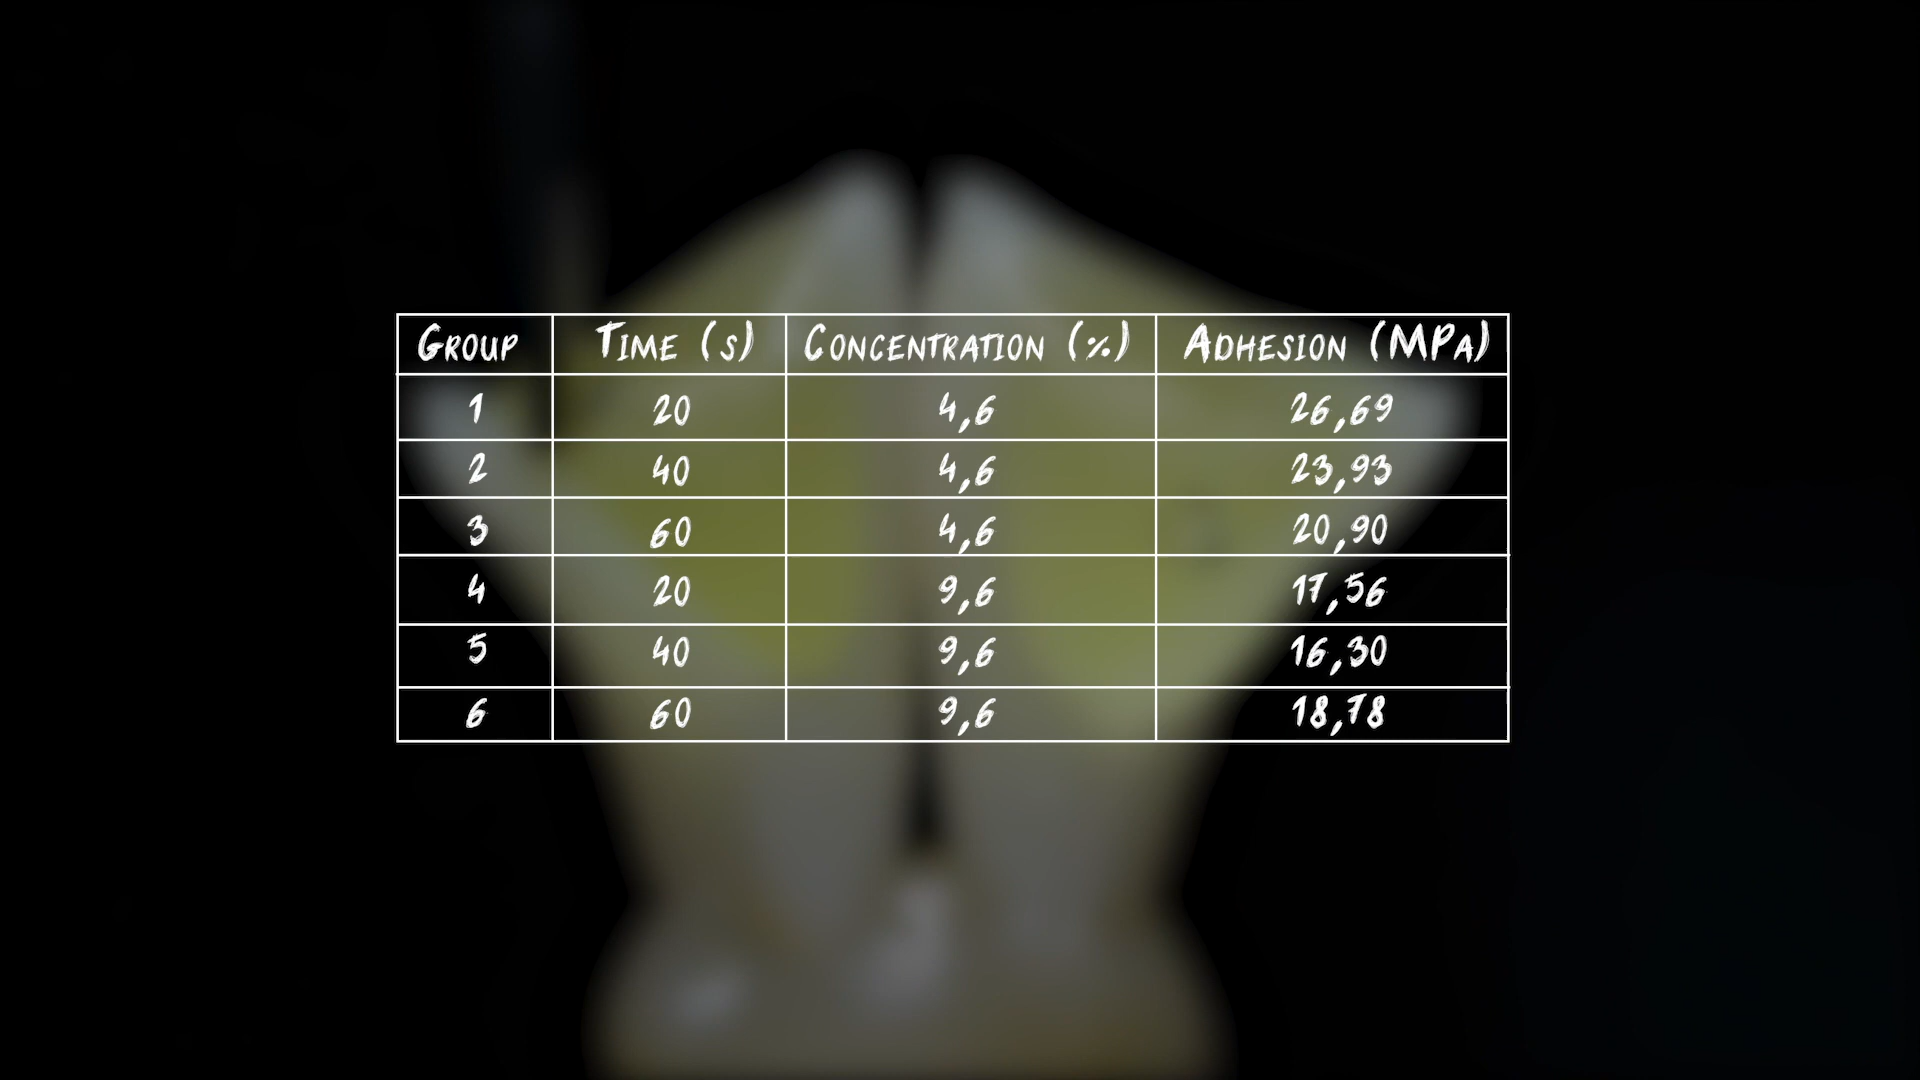 Group Time (s) Concentration (%) Adhesion (MPa)
1 20 4,6 26,69
2 40 4,6 23,93
3 60 4,6 20,90
4 20 9,6 17,56
5 40 9,6 16,30
6 60 9,6 18,78